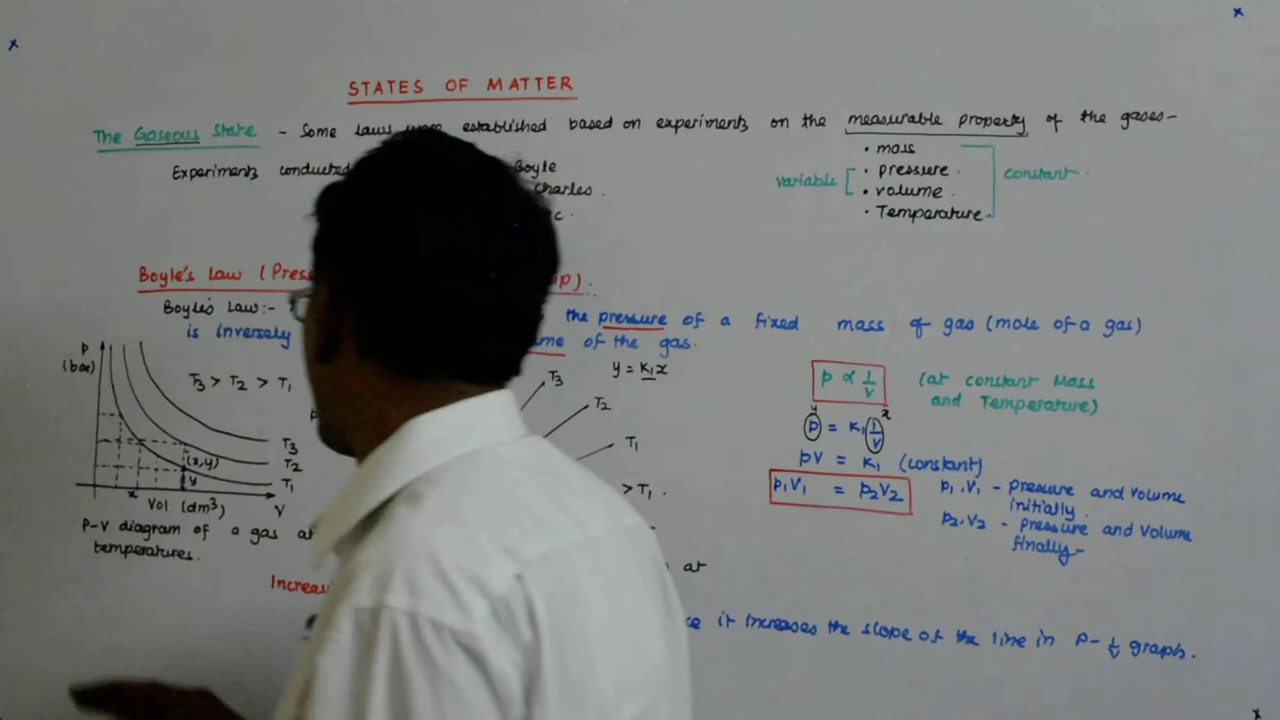 STATES OF MATTER
The Gaseous State - Some laws were established based on experiments on the measurable property of the gases-
Experiments conducted Boyle
Charles.
c.
• mass
• pressure.
• volume.
• Temperature
variable
constant.
Boyle's Law (Press ip).
Boyle's Law:- the pressure of a fixed mass of gas (mole of a gas)
is inversely me of the gas.
P
(bar)
T3 > T2 > T1
T3
T2
T1
(x,y)
y
x
Vol (dm³) V
P-V diagram of a gas at
temperatures.
p
y = K1x
T3
T2
T1
> T1.
at
p ∝ 1/V (at constant Mass
and Temperature)
y x
p = K1 1/V
pV = K1 (constant)
p1V1 = p2V2
p1, V1 - pressure and volume
initially.
p2, V2 - pressure and Volume
finally-
Increas
ce it increases the slope of the line in p - 1/V graph.